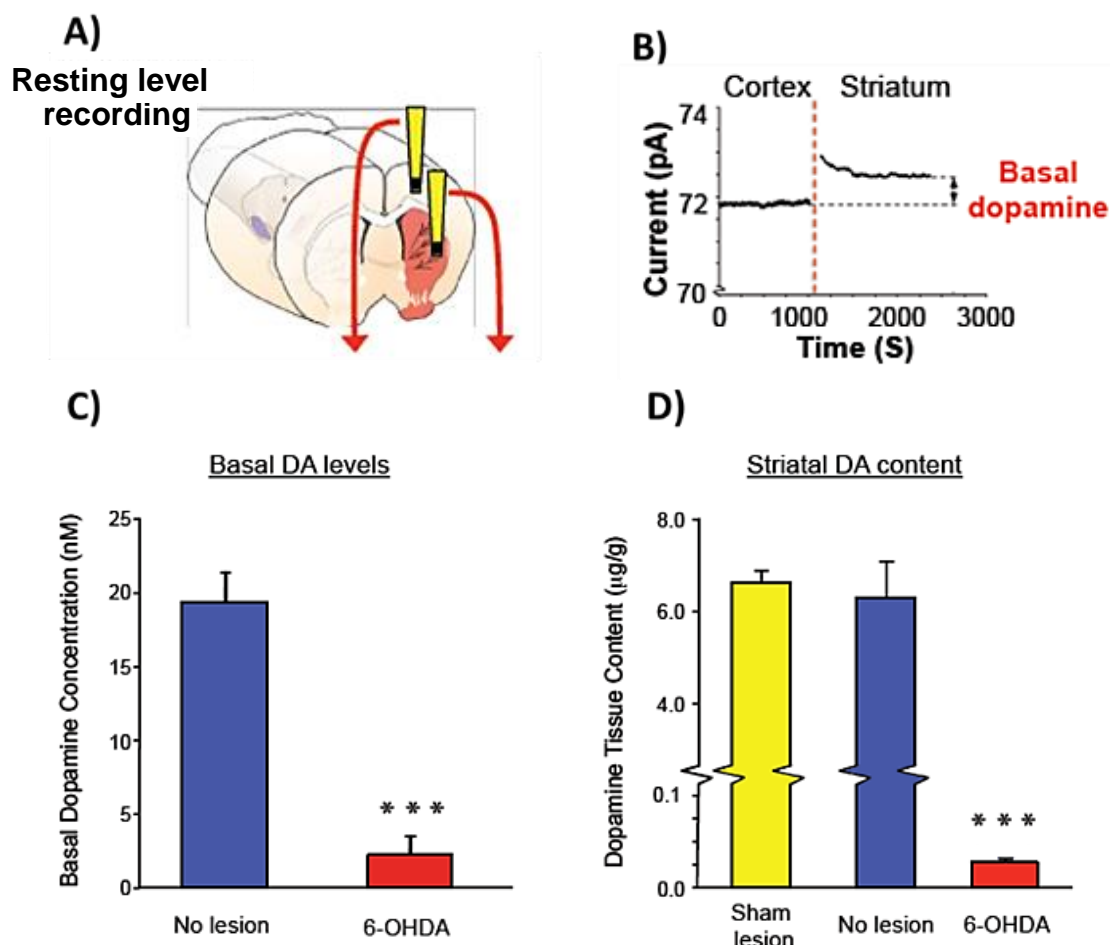 A)
Resting level
recording
B)
Cortex
Striatum
74
72
70
Current (pA)
0
1000
2000
3000
Time (S)
Basal
dopamine
C)
Basal DA levels
Basal Dopamine Concentration (nM)
25
20
15
10
5
0
* * *
No lesion
6-OHDA
D)
Striatal DA content
Dopamine Tissue Content (µg/g)
8.0
6.0
4.0
0.1
0.0
* * *
Sham
lesion
No lesion
6-OHDA